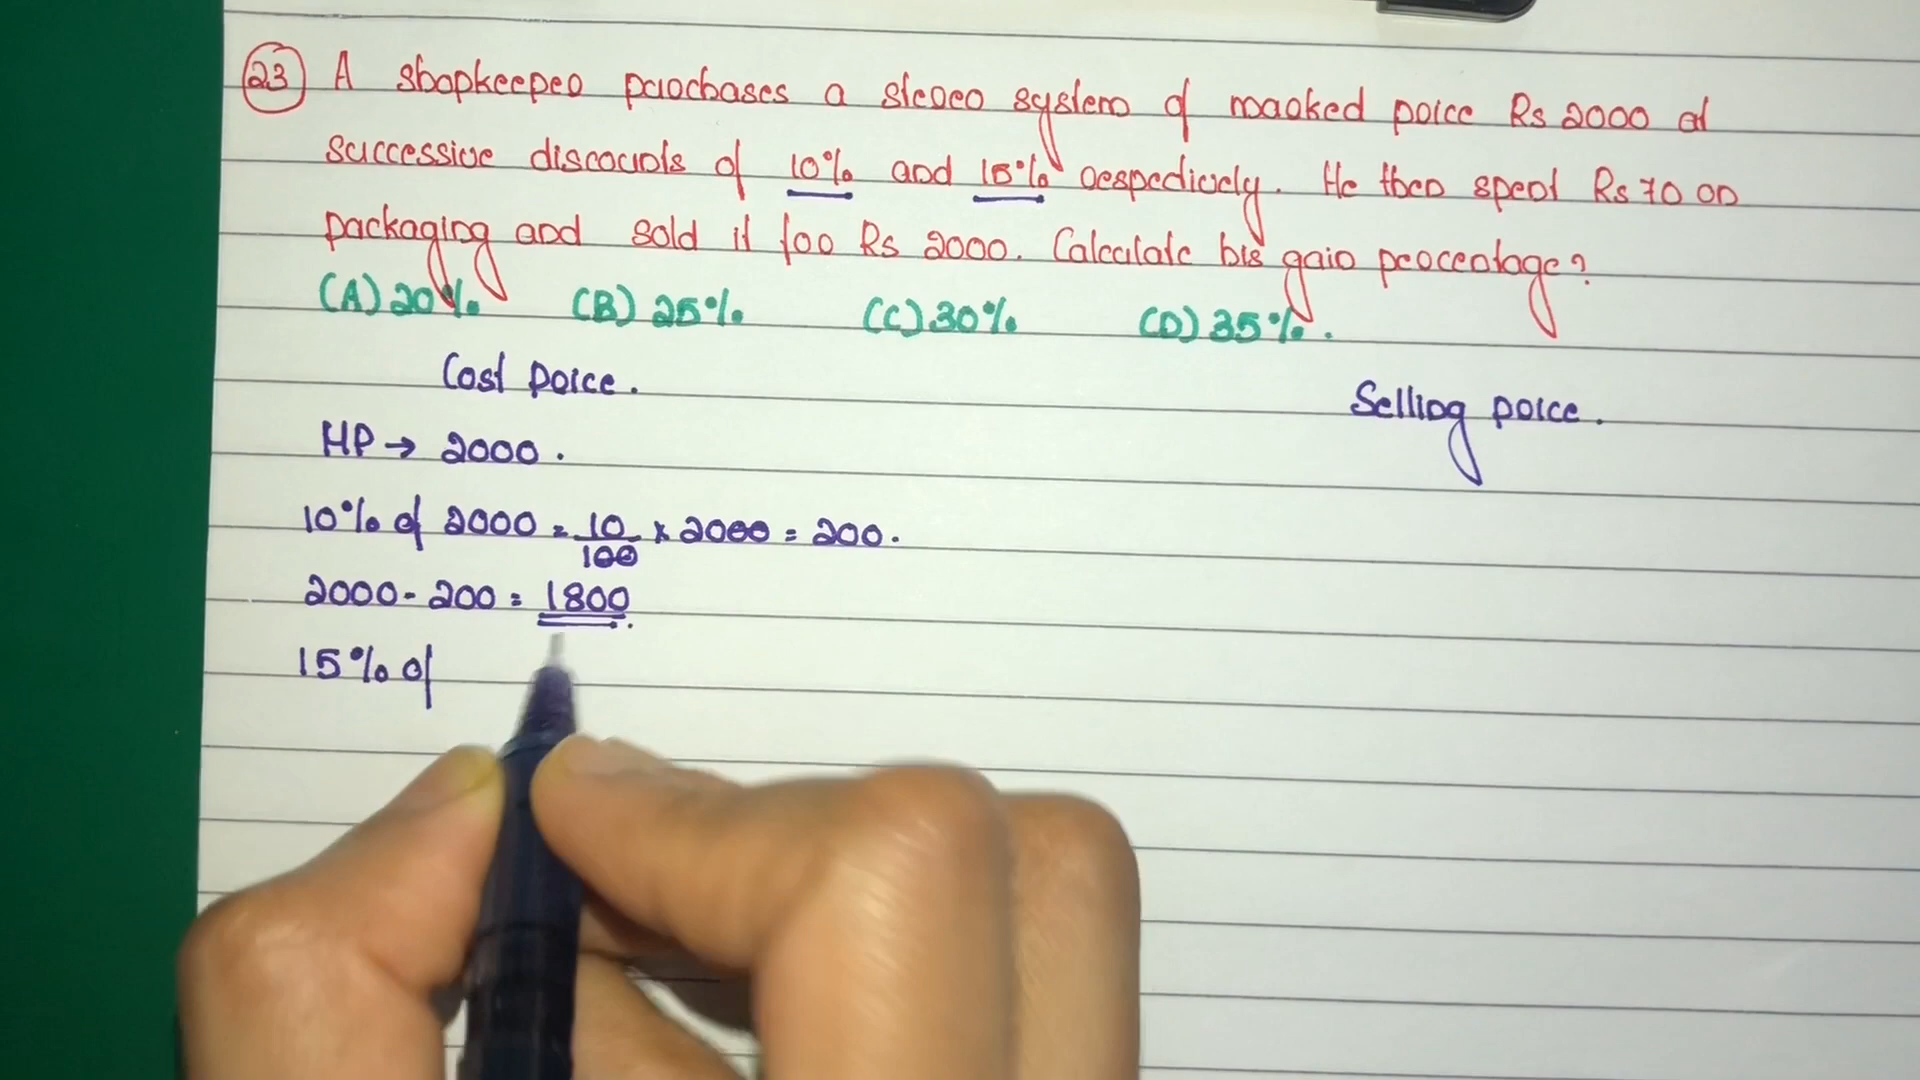 23 A shopkeeper purchases a stereo system of marked price Rs 2000 at
successive discounts of 10% and 15% respectively. He then spent Rs 70 on
packaging and sold it for Rs 2000. Calculate his gain percentage?
(A) 20% (B) 25% (C) 30% (D) 35%.
Cost price. Selling price.
MP → 2000.
10% of 2000 = 10/100 × 2000 = 200.
2000 - 200 = 1800.
15% of